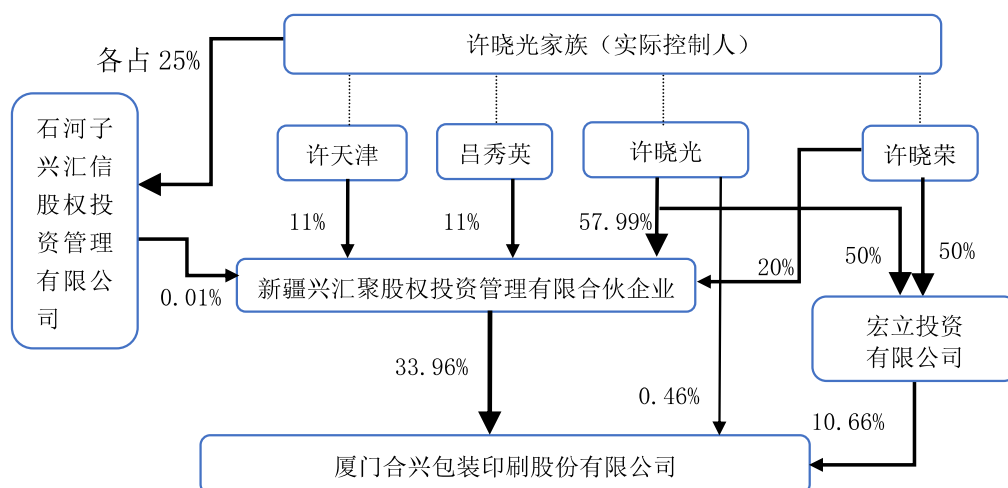 许晓光家族（实际控制人）
各占 25%
石河子
兴汇信
股权投
资管理
有限公
司
许天津
吕秀英
许晓光
许晓荣
11%
11%
57.99%
20%
50%
50%
0.01%
新疆兴汇聚股权投资管理有限合伙企业
宏立投资
有限公司
33.96%
0.46%
10.66%
厦门合兴包装印刷股份有限公司